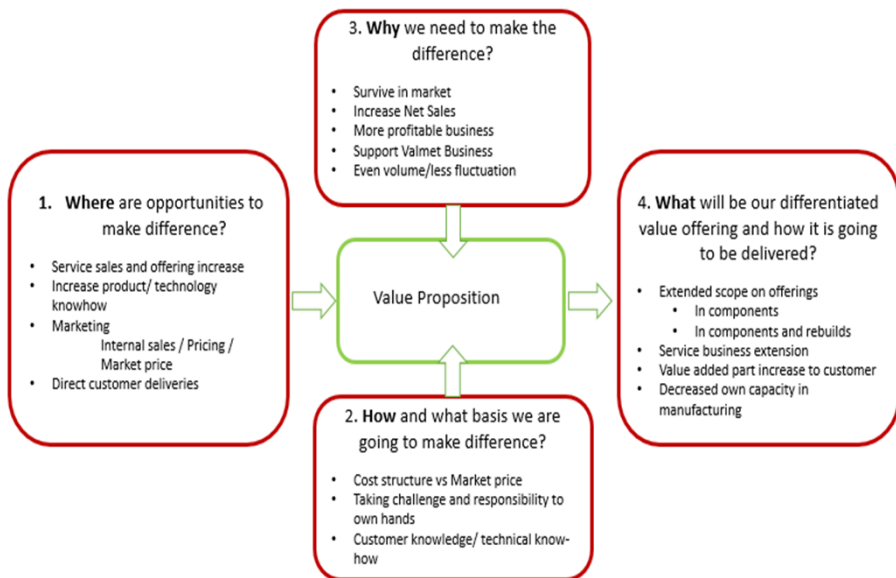 3. Why we need to make the
difference?
• Survive in market
• Increase Net Sales
• More profitable business
• Support Valmet Business
• Even volume/less fluctuation
1. Where are opportunities to
make difference?
• Service sales and offering increase
• Increase product/ technology
knowhow
• Marketing
Internal sales / Pricing /
Market price
• Direct customer deliveries
Value Proposition
4. What will be our differentiated
value offering and how it is going
to be delivered?
• Extended scope on offerings
• In components
• In components and rebuilds
• Service business extension
• Value added part increase to customer
• Decreased own capacity in
manufacturing
2. How and what basis we are
going to make difference?
• Cost structure vs Market price
• Taking challenge and responsibility to
own hands
• Customer knowledge/ technical know-
how